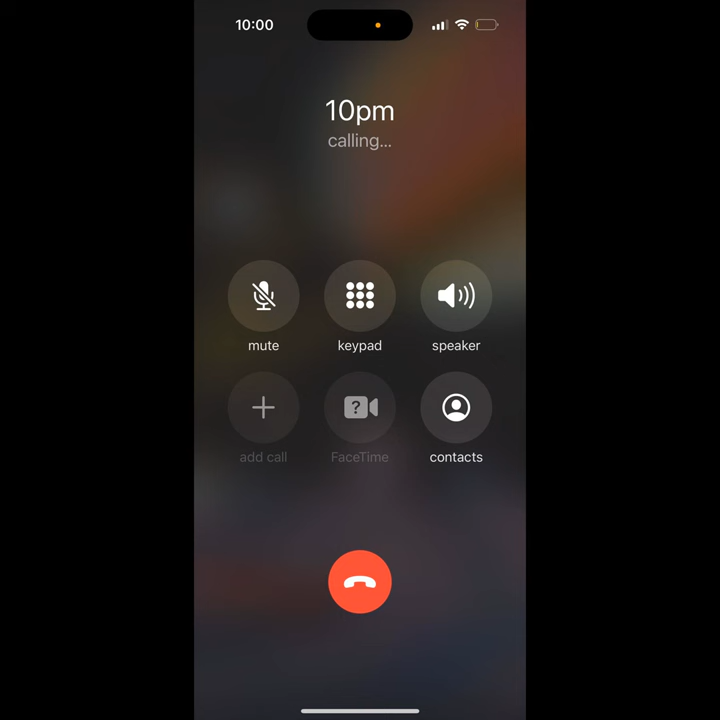 10:00
10pm
calling...
mute
keypad
speaker
add call
FaceTime
contacts